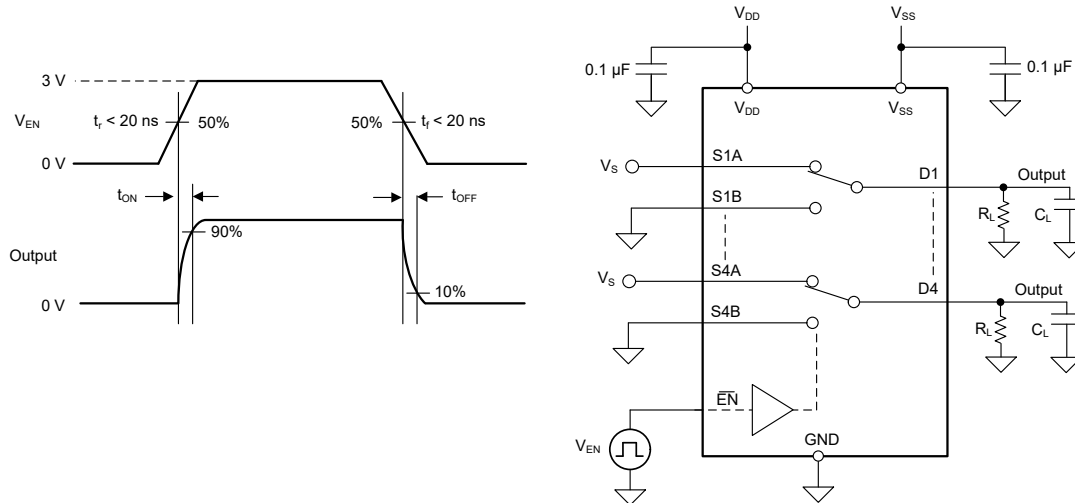 3 V
V_EN
t_r < 20 ns
50%
50%
t_f < 20 ns
0 V
t_ON
t_OFF
90%
Output
10%
0 V
V_DD
V_SS
0.1 µF
0.1 µF
V_DD
V_SS
V_S
S1A
D1
Output
S1B
R_L
C_L
V_S
S4A
D4
Output
S4B
R_L
C_L
E̅N̅
V_EN
GND